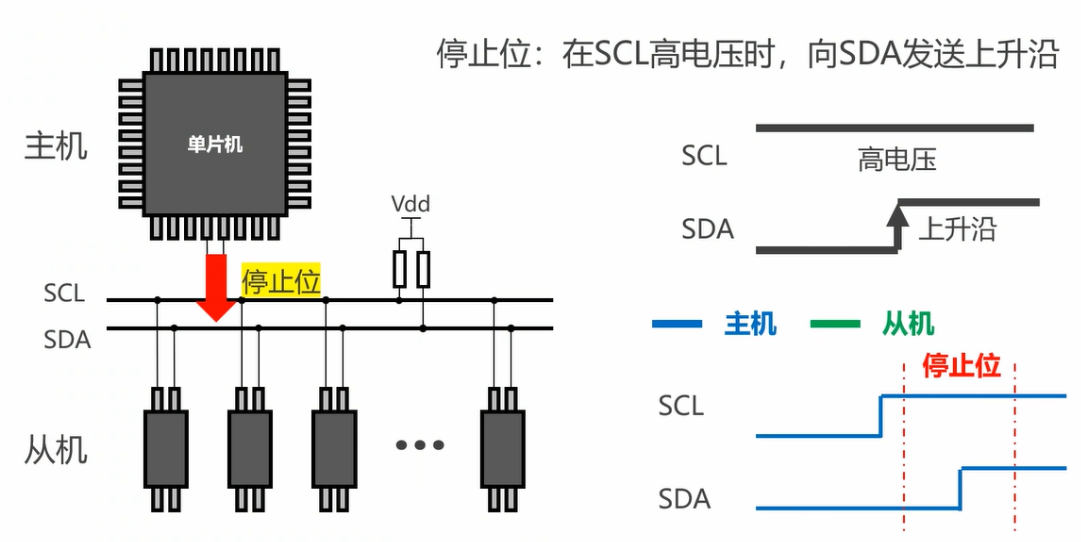 停止位：在SCL高电压时，向SDA发送上升沿
主机
单片机
Vdd
停止位
SCL
SDA
从机
SCL
高电压
SDA
上升沿
主机
从机
停止位
SCL
SDA